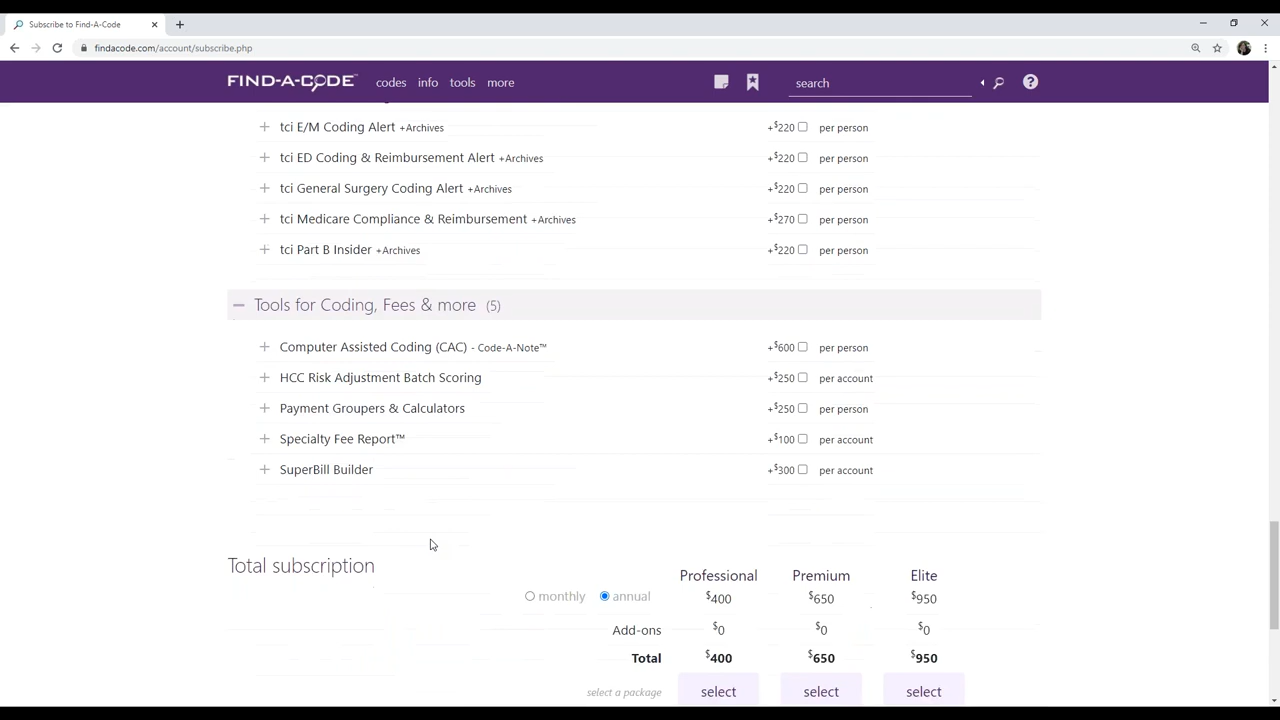 Subscribe to Find-A-Code
findacode.com/account/subscribe.php
FIND-A-CODE™ codes info tools more search
tci E/M Coding Alert +Archives +$220 per person
tci ED Coding & Reimbursement Alert +Archives +$220 per person
tci General Surgery Coding Alert +Archives +$220 per person
tci Medicare Compliance & Reimbursement +Archives +$270 per person
tci Part B Insider +Archives +$220 per person
Tools for Coding, Fees & more (5)
Computer Assisted Coding (CAC) - Code-A-Note™ +$600 per person
HCC Risk Adjustment Batch Scoring +$250 per account
Payment Groupers & Calculators +$250 per person
Specialty Fee Report™ +$100 per account
SuperBill Builder +$300 per account
Total subscription
Professional Premium Elite
monthly annual $400 $650 $950
Add-ons $0 $0 $0
Total $400 $650 $950
select a package select select select